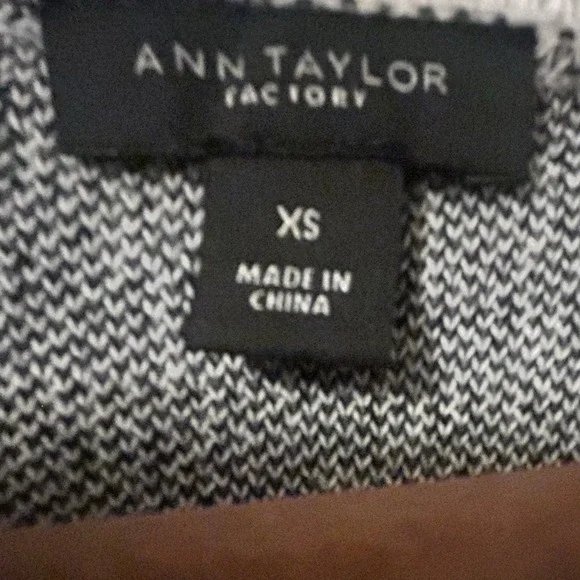 ANN TAYLOR
FACTORY
XS
MADE IN
CHINA